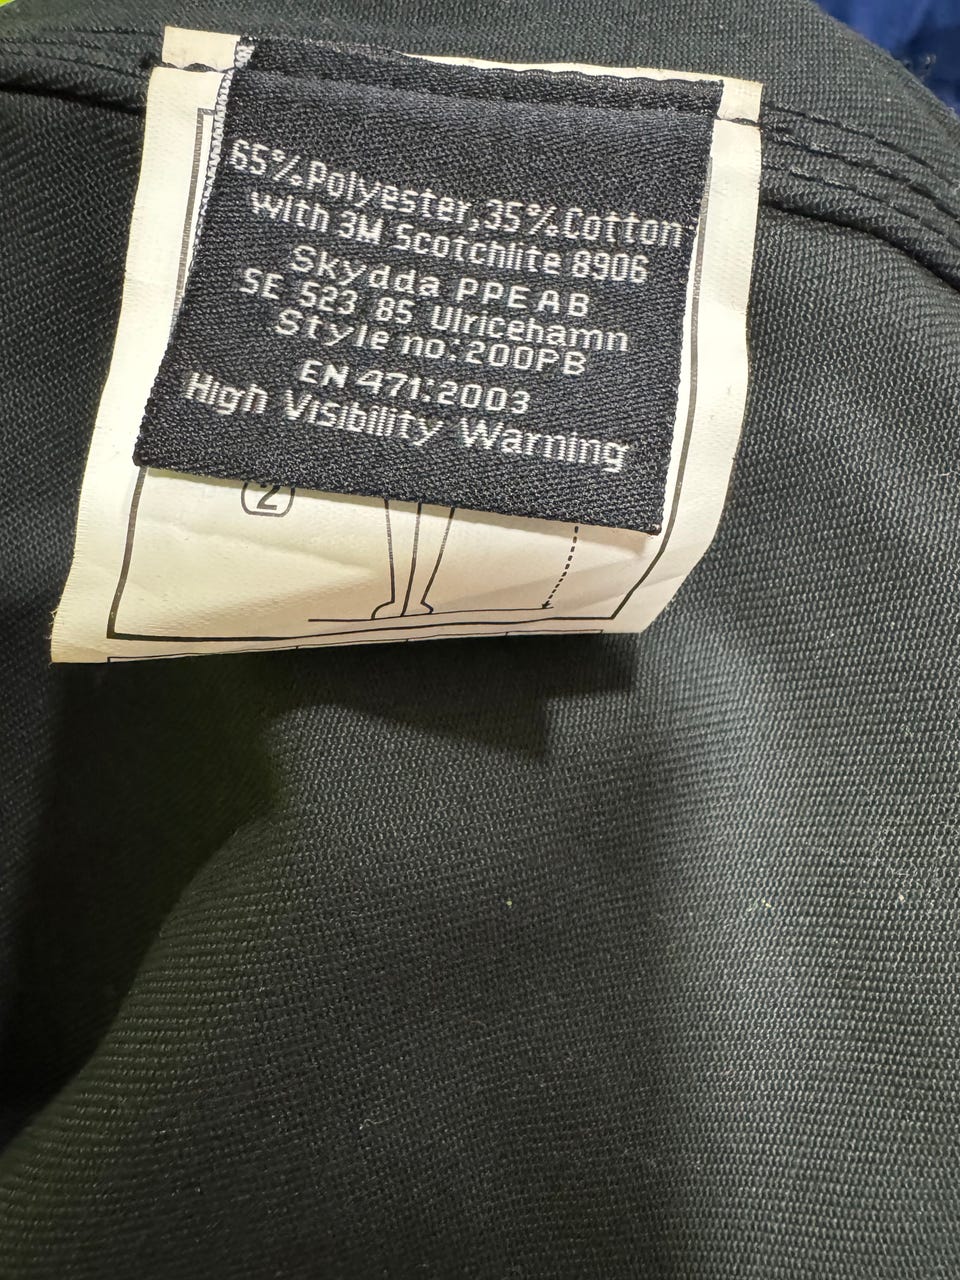 65%Polyester,35%Cotton
with 3M Scotchlite 8906
Skydda PPE AB
SE 523 85 Ulricehamn
Style no:200PB
EN 471:2003
High Visibility Warning
2